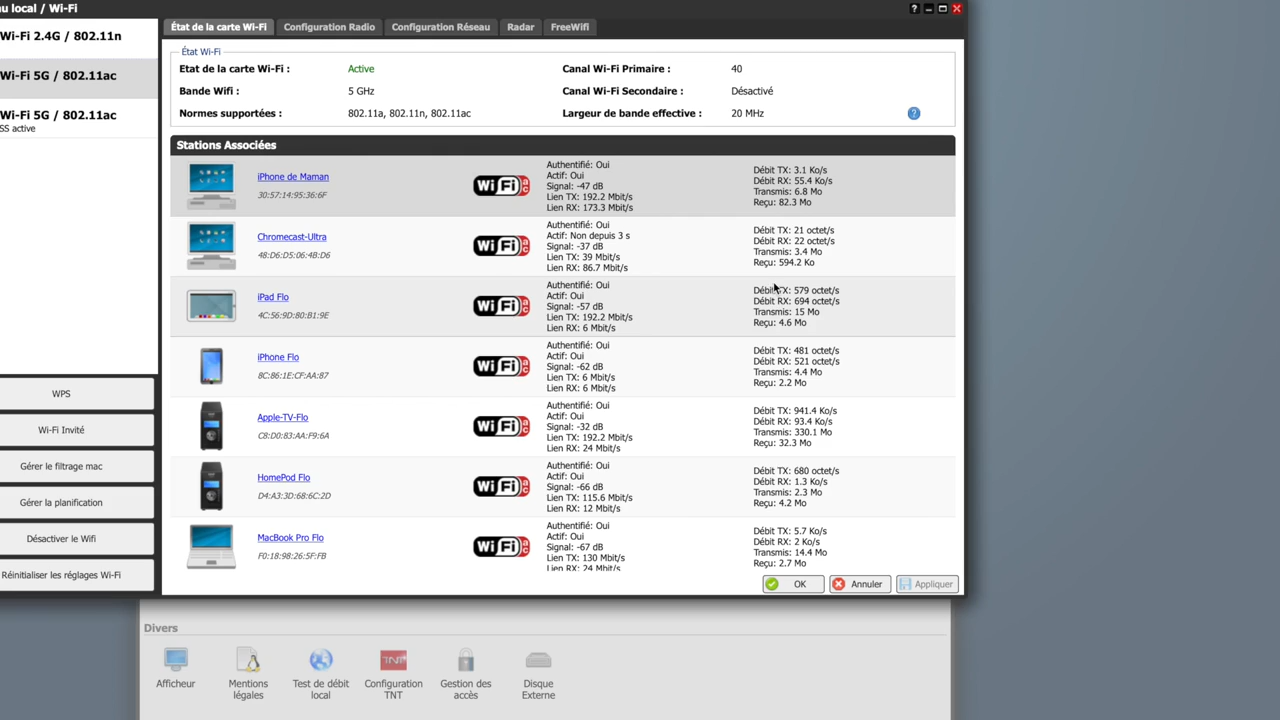 u local / Wi-Fi
Wi-Fi 2.4G / 802.11n
Wi-Fi 5G / 802.11ac
Wi-Fi 5G / 802.11ac
SS active
WPS
Wi-Fi Invité
Gérer le filtrage mac
Gérer la planification
Désactiver le Wifi
Réinitialiser les réglages Wi-Fi
État de la carte Wi-Fi
Configuration Radio
Configuration Réseau
Radar
FreeWifi
État Wi-Fi
Etat de la carte Wi-Fi : Active
Canal Wi-Fi Primaire : 40
Bande Wifi : 5 GHz
Canal Wi-Fi Secondaire : Désactivé
Normes supportées : 802.11a, 802.11n, 802.11ac
Largeur de bande effective : 20 MHz
?
Stations Associées
iPhone de Maman
30:57:14:95:36:6F
WiFi ac
Authentifié: Oui
Actif: Oui
Signal: -47 dB
Lien TX: 192.2 Mbit/s
Lien RX: 173.3 Mbit/s
Débit TX: 3.1 Ko/s
Débit RX: 55.4 Ko/s
Transmis: 6.8 Mo
Reçu: 82.3 Mo
Chromecast-Ultra
48:D6:D5:06:4B:D6
WiFi ac
Authentifié: Oui
Actif: Non depuis 3 s
Signal: -37 dB
Lien TX: 39 Mbit/s
Lien RX: 86.7 Mbit/s
Débit TX: 21 octet/s
Débit RX: 22 octet/s
Transmis: 3.4 Mo
Reçu: 594.2 Ko
iPad Flo
4C:56:9D:80:B1:9E
WiFi ac
Authentifié: Oui
Actif: Oui
Signal: -57 dB
Lien TX: 192.2 Mbit/s
Lien RX: 6 Mbit/s
Débit TX: 579 octet/s
Débit RX: 694 octet/s
Transmis: 15 Mo
Reçu: 4.6 Mo
iPhone Flo
8C:86:1E:CF:AA:87
WiFi ac
Authentifié: Oui
Actif: Oui
Signal: -62 dB
Lien TX: 6 Mbit/s
Lien RX: 6 Mbit/s
Débit TX: 481 octet/s
Débit RX: 521 octet/s
Transmis: 4.4 Mo
Reçu: 2.2 Mo
Apple-TV-Flo
C8:D0:83:AA:F9:6A
WiFi ac
Authentifié: Oui
Actif: Oui
Signal: -32 dB
Lien TX: 192.2 Mbit/s
Lien RX: 24 Mbit/s
Débit TX: 941.4 Ko/s
Débit RX: 93.4 Ko/s
Transmis: 330.1 Mo
Reçu: 32.3 Mo
HomePod Flo
D4:A3:3D:68:6C:2D
WiFi ac
Authentifié: Oui
Actif: Oui
Signal: -66 dB
Lien TX: 115.6 Mbit/s
Lien RX: 12 Mbit/s
Débit TX: 680 octet/s
Débit RX: 1.3 Ko/s
Transmis: 2.3 Mo
Reçu: 4.2 Mo
MacBook Pro Flo
F0:18:98:26:5F:FB
WiFi ac
Authentifié: Oui
Actif: Oui
Signal: -67 dB
Lien TX: 130 Mbit/s
Lien RX: 24 Mbit/s
Débit TX: 5.7 Ko/s
Débit RX: 2 Ko/s
Transmis: 14.4 Mo
Reçu: 2.7 Mo
OK
Annuler
Appliquer
Divers
Afficheur
Mentions
légales
Test de débit
local
TNT
Configuration
TNT
Gestion des
accès
Disque
Externe